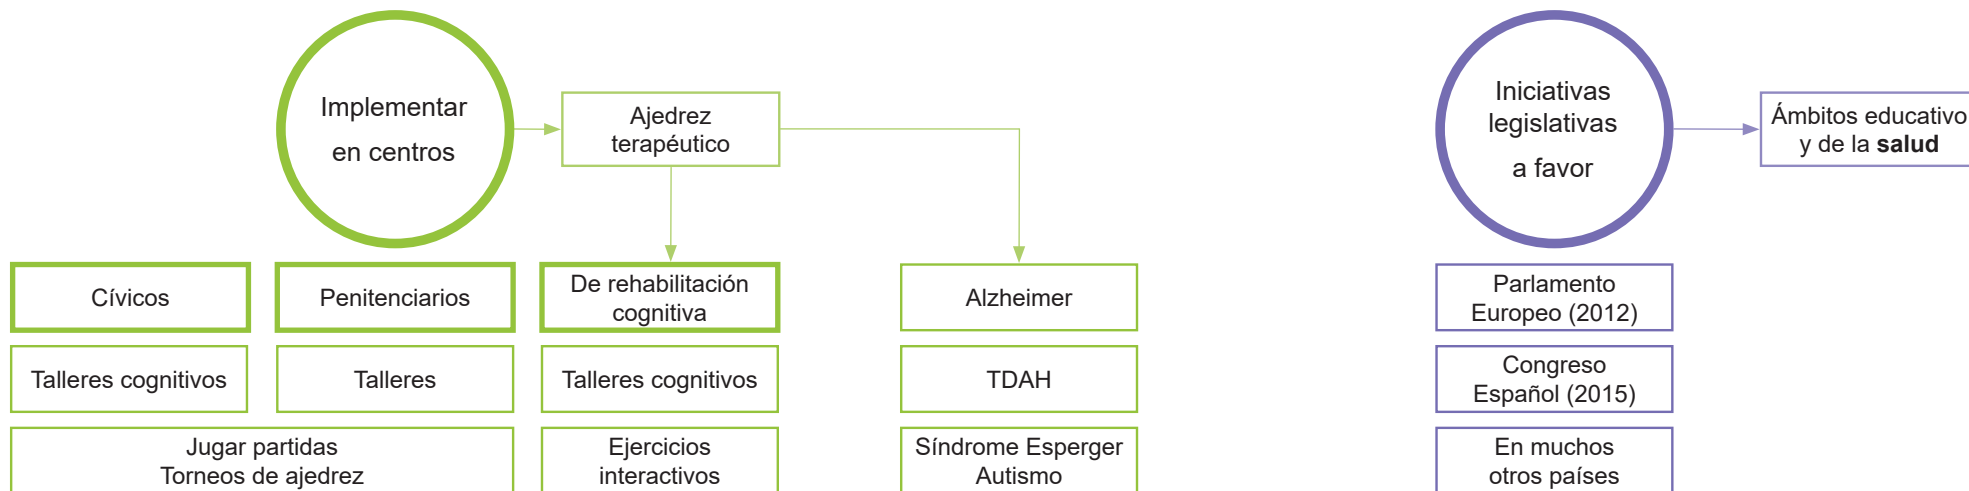 Implementar
en centros
Ajedrez
terapéutico
Cívicos
Penitenciarios
De rehabilitación
cognitiva
Alzheimer
Talleres cognitivos
Talleres
Talleres cognitivos
TDAH
Jugar partidas
Torneos de ajedrez
Ejercicios
interactivos
Síndrome Esperger
Autismo
Iniciativas
legislativas
a favor
Ámbitos educativo
y de la salud
Parlamento
Europeo (2012)
Congreso
Español (2015)
En muchos
otros países